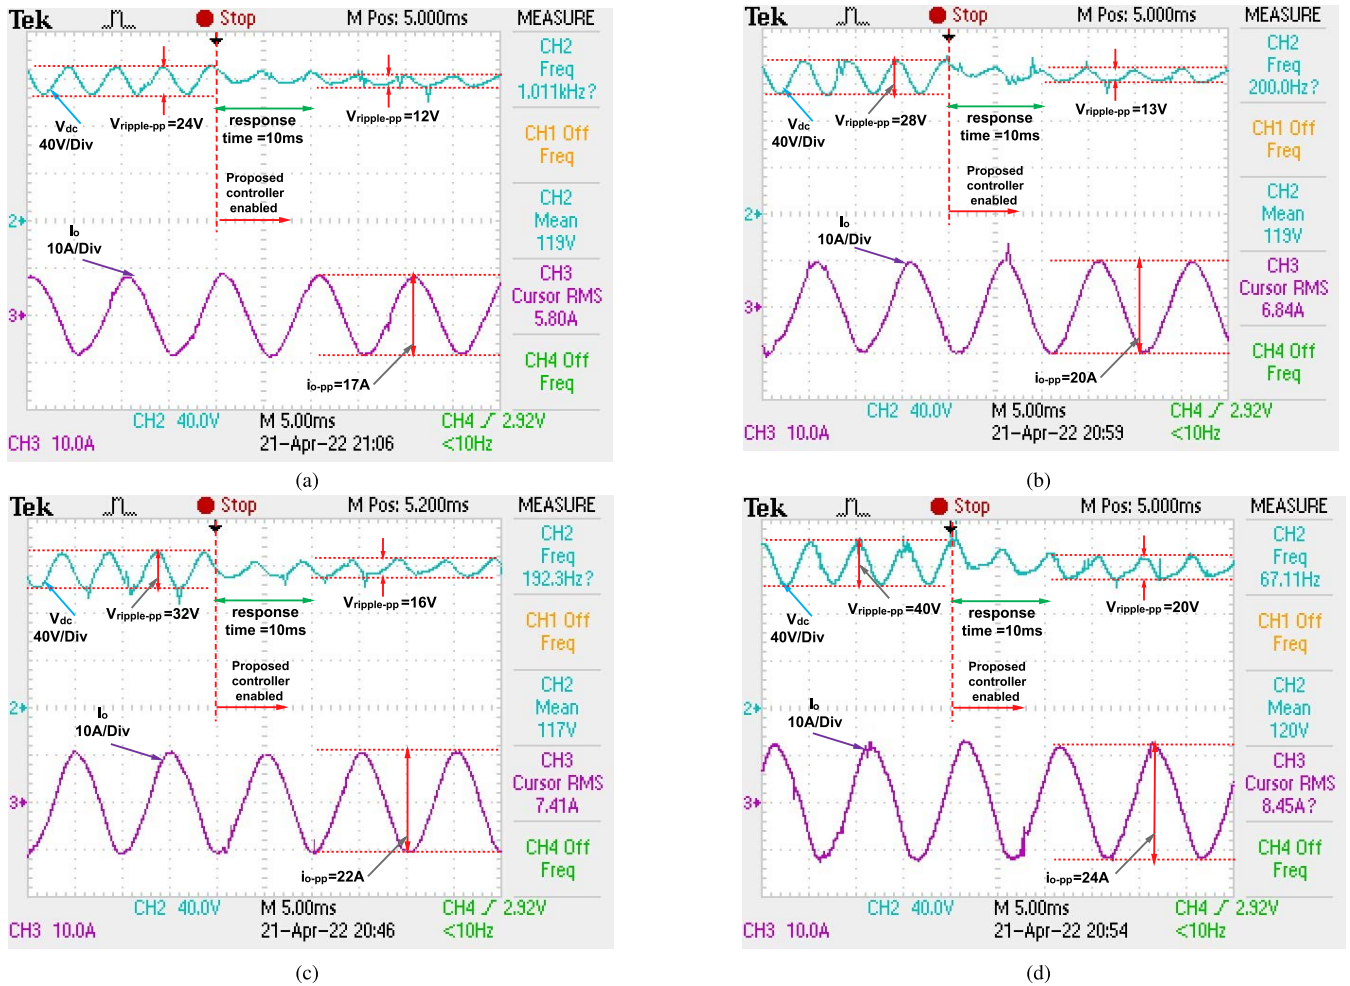 Tek Stop M Pos: 5.000ms MEASURE
CH2
Freq
1.011kHz?
CH1 Off
Freq
CH2
Mean
119V
CH3
Cursor RMS
5.80A
CH4 Off
Freq
Vdc
40V/Div
Vripple-pp=24V
response
time =10ms
Vripple-pp=12V
Proposed
controller
enabled
2
Io
10A/Div
3
io-pp=17A
CH2 40.0V M 5.00ms CH4 2.92V
CH3 10.0A 21-Apr-22 21:06 <10Hz
(a)
Tek Stop M Pos: 5.000ms MEASURE
CH2
Freq
200.0Hz?
CH1 Off
Freq
CH2
Mean
119V
CH3
Cursor RMS
6.84A
CH4 Off
Freq
Vdc
40V/Div
Vripple-pp=28V
response
time =10ms
Vripple-pp=13V
Proposed
controller
enabled
2
Io
10A/Div
3
io-pp=20A
CH2 40.0V M 5.00ms CH4 2.92V
CH3 10.0A 21-Apr-22 20:59 <10Hz
(b)
Tek Stop M Pos: 5.200ms MEASURE
CH2
Freq
192.3Hz?
CH1 Off
Freq
CH2
Mean
117V
CH3
Cursor RMS
7.41A
CH4 Off
Freq
Vdc
40V/Div
Vripple-pp=32V
response
time =10ms
Vripple-pp=16V
Proposed
controller
enabled
2
Io
10A/Div
3
io-pp=22A
CH2 40.0V M 5.00ms CH4 2.92V
CH3 10.0A 21-Apr-22 20:46 <10Hz
(c)
Tek Stop M Pos: 5.000ms MEASURE
CH2
Freq
67.11Hz
CH1 Off
Freq
CH2
Mean
120V
CH3
Cursor RMS
8.45A?
CH4 Off
Freq
Vdc
40V/Div
Vripple-pp=40V
response
time =10ms
Vripple-pp=20V
Proposed
controller
enabled
2
Io
10A/Div
3
io-pp=24A
CH2 40.0V M 5.00ms CH4 2.92V
CH3 10.0A 21-Apr-22 20:54 <10Hz
(d)